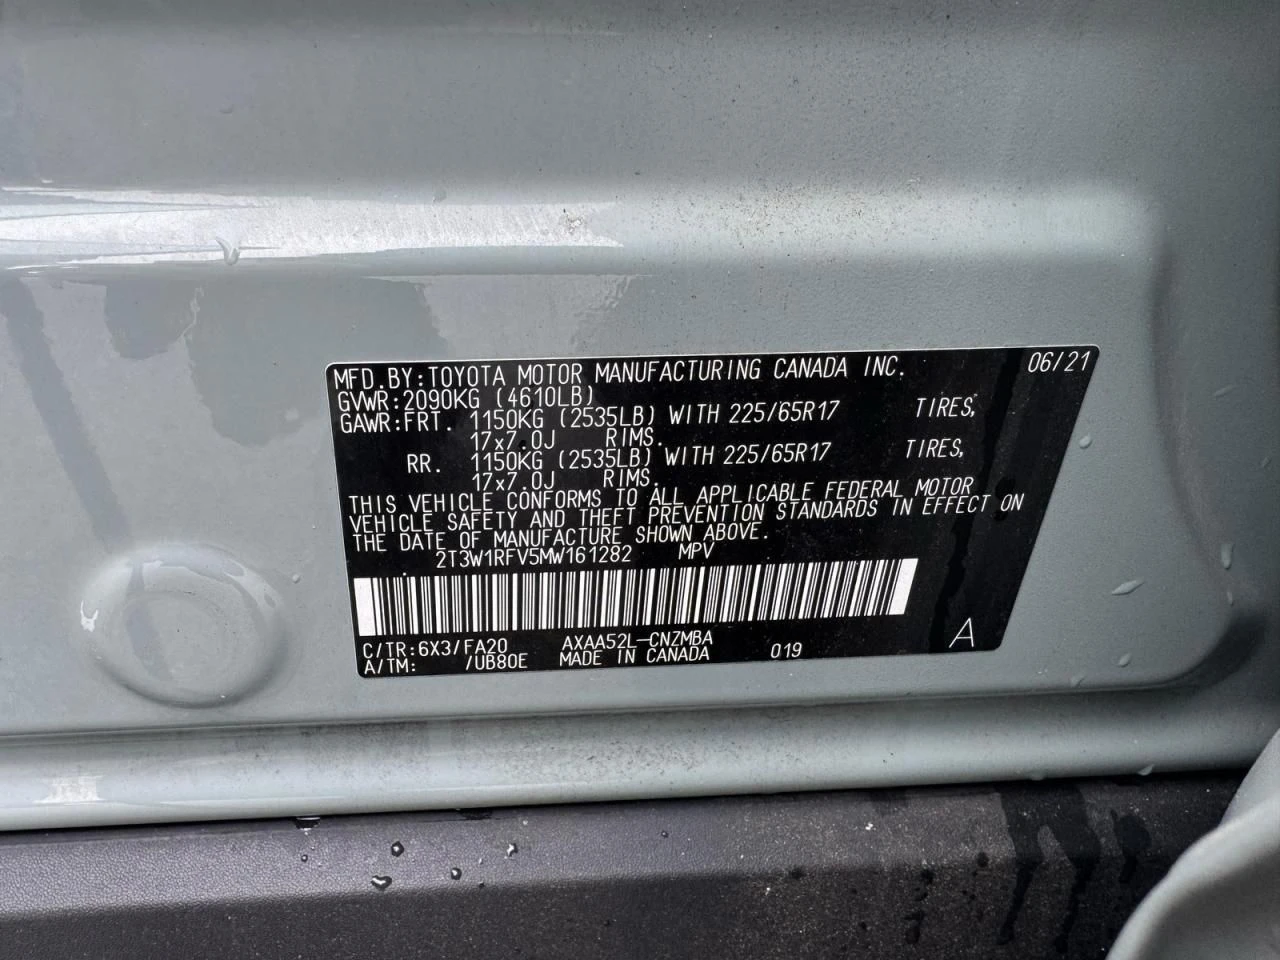 MFD.BY:TOYOTA MOTOR MANUFACTURING CANADA INC. 06/21
GVWR:2090KG (4610LB)
GAWR:FRT. 1150KG (2535LB) WITH 225/65R17 TIRES,
17x7.0J RIMS.
RR. 1150KG (2535LB) WITH 225/65R17 TIRES,
17x7.0J RIMS.
THIS VEHICLE CONFORMS TO ALL APPLICABLE FEDERAL MOTOR
VEHICLE SAFETY AND THEFT PREVENTION STANDARDS IN EFFECT ON
THE DATE OF MANUFACTURE SHOWN ABOVE.
2T3W1RFV5MW161282 MPV
C/TR:6X3/FA20 AXAA52L-CNZMBA 019 A
A/TM: /UB80E MADE IN CANADA